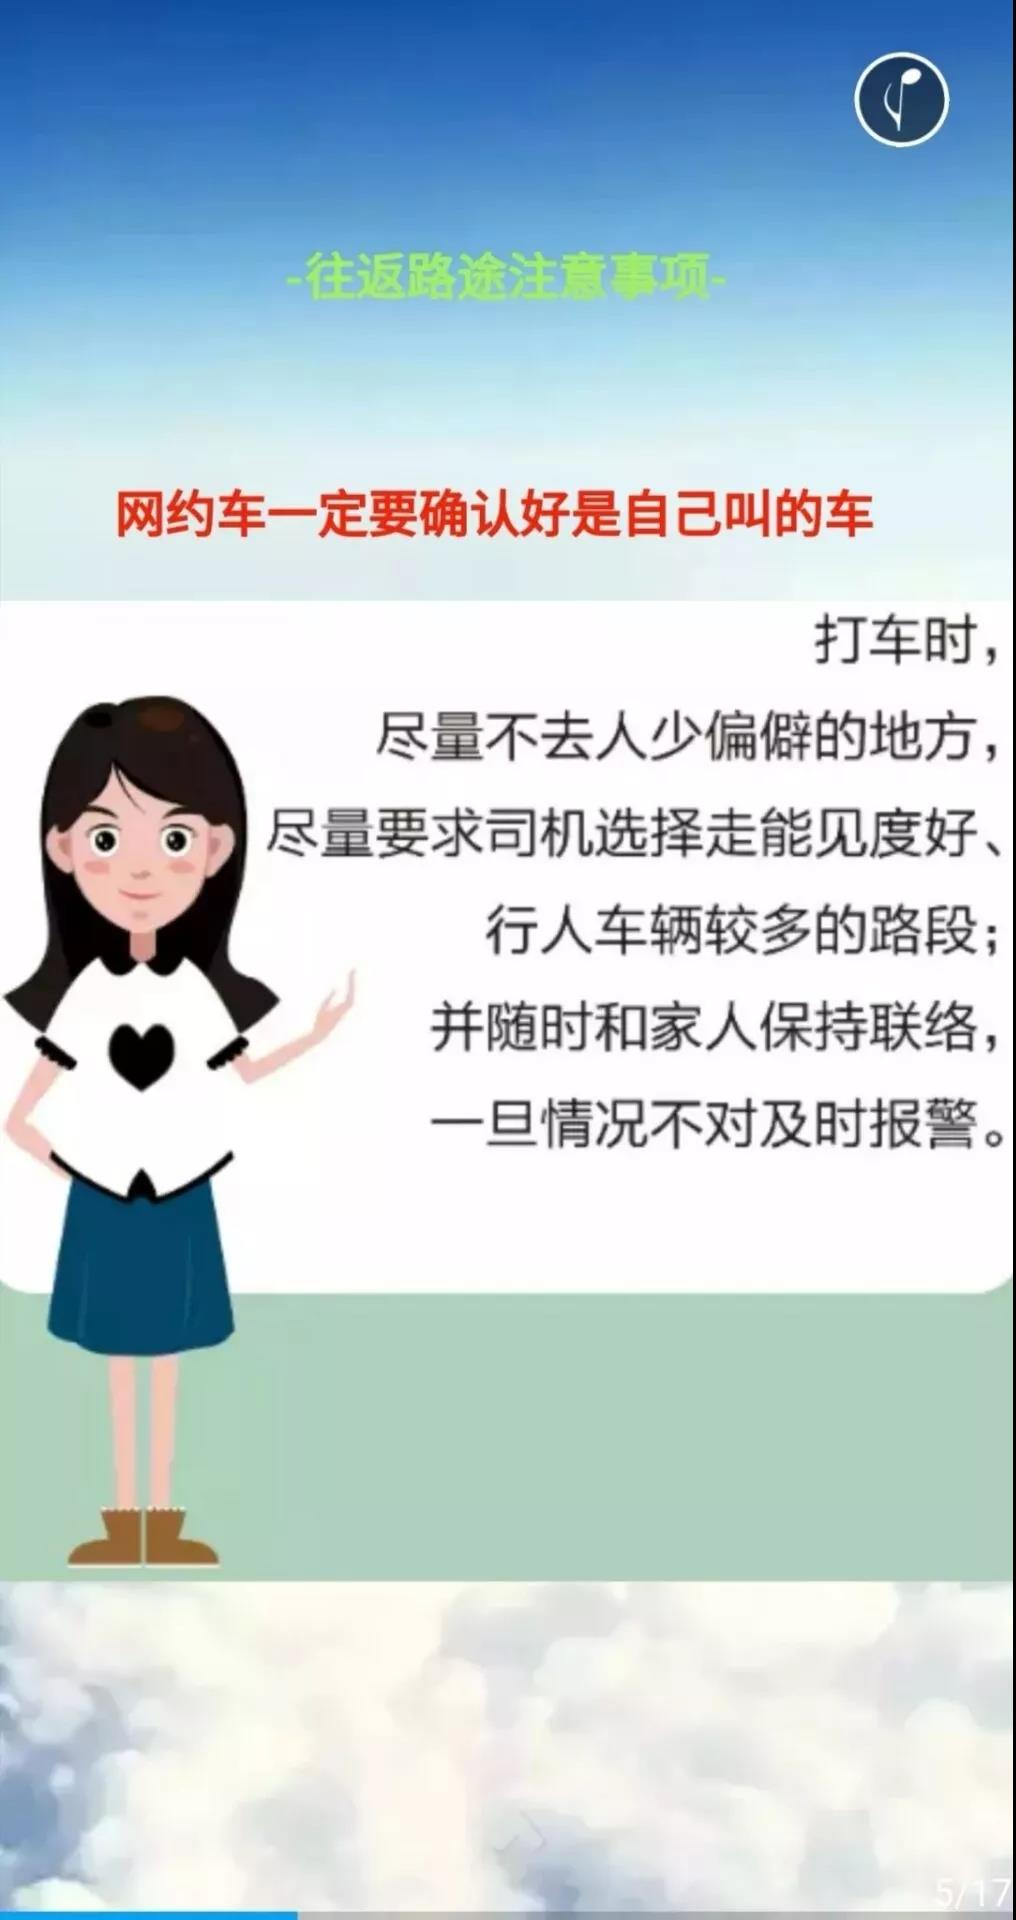 -往返路途注意事项-
网约车一定要确认好是自己叫的车
打车时，
尽量不去人少偏僻的地方，
尽量要求司机选择走能见度好、
行人车辆较多的路段；
并随时和家人保持联络，
一旦情况不对及时报警。
5/17